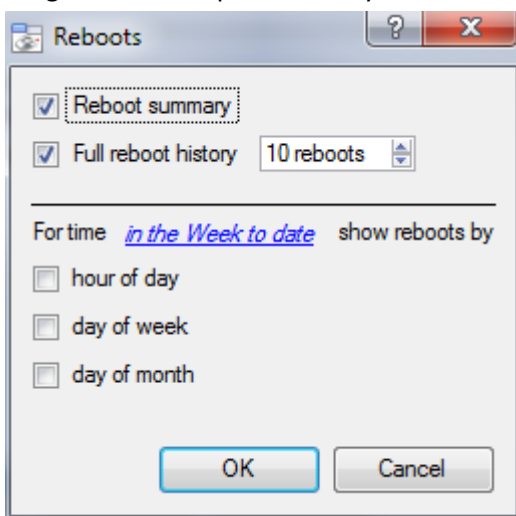 Reboots
Reboot summary
Full reboot history 10 reboots
For time in the Week to date show reboots by
hour of day
day of week
day of month
OK Cancel